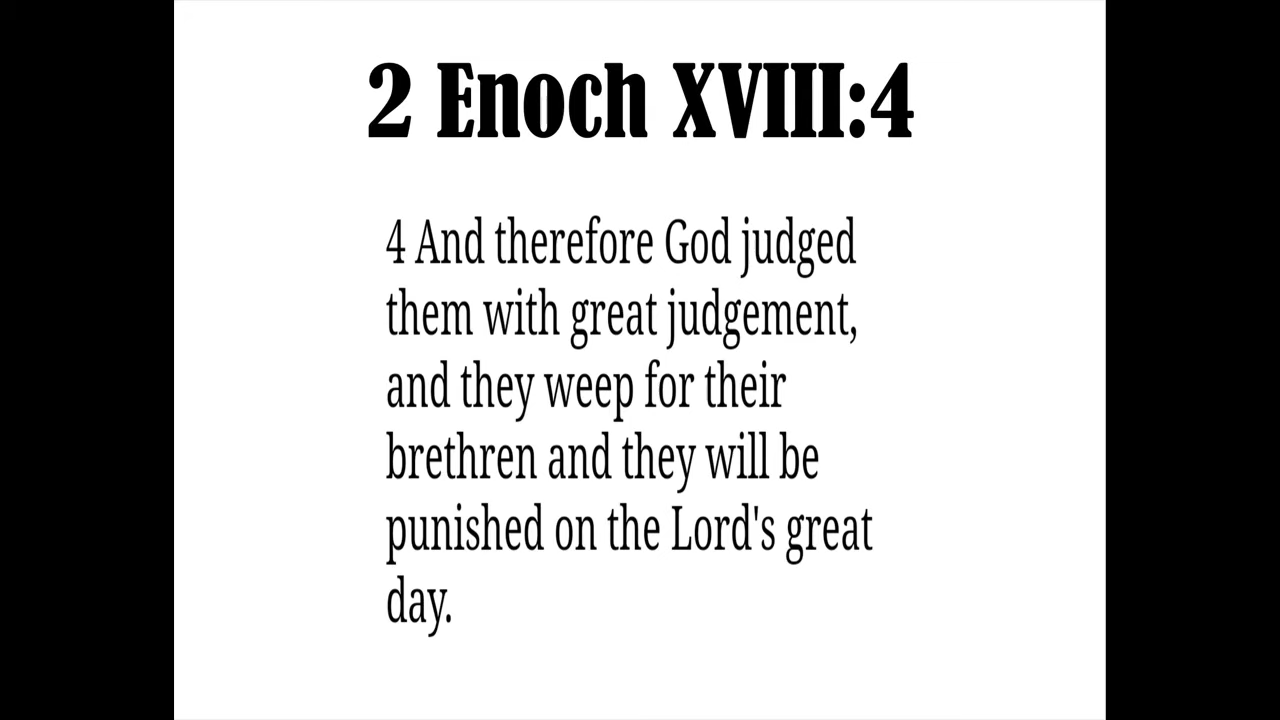 2 Enoch XVIII:4
4 And therefore God judged
them with great judgement,
and they weep for their
brethren and they will be
punished on the Lord's great
day.